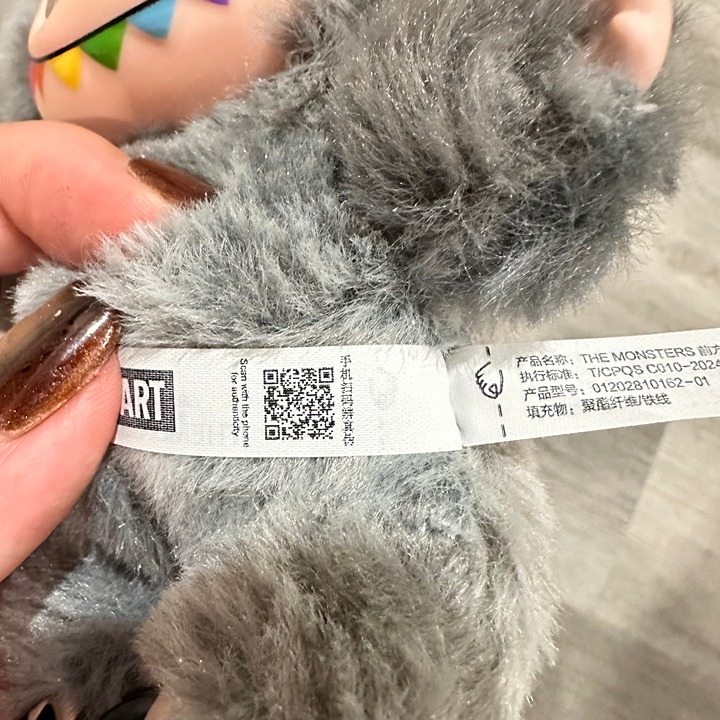 ART
Scan with the phone
for authenticity
手机扫码辨真伪
产品名称: THE MONSTERS 前方
执行标准: T/CPQS C010-2024
产品型号: 01202810162-01
填充物: 聚酯纤维/铁线